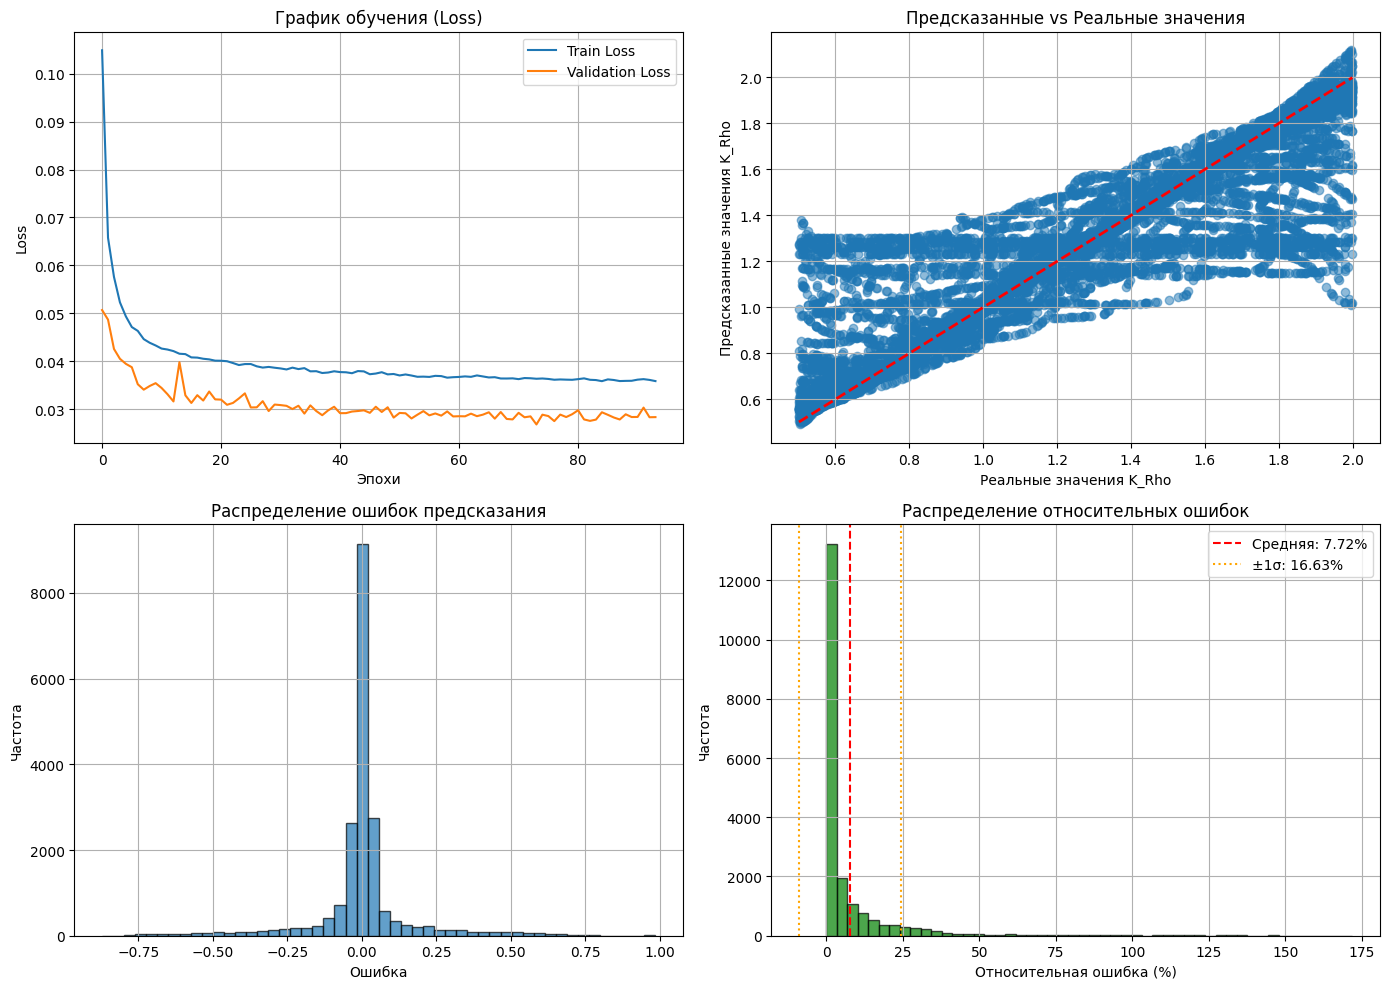 График обучения (Loss)
Train Loss
Validation Loss
0.10
0.09
0.08
0.07
0.06
0.05
0.04
0.03
Loss
0 20 40 60 80
Эпохи
Предсказанные vs Реальные значения
2.0
1.8
1.6
1.4
1.2
1.0
0.8
0.6
Предсказанные значения K_Rho
0.6 0.8 1.0 1.2 1.4 1.6 1.8 2.0
Реальные значения K_Rho
Распределение ошибок предсказания
8000
6000
4000
2000
0
Частота
−0.75 −0.50 −0.25 0.00 0.25 0.50 0.75 1.00
Ошибка
Распределение относительных ошибок
Средняя: 7.72%
±1σ: 16.63%
12000
10000
8000
6000
4000
2000
0
Частота
0 25 50 75 100 125 150 175
Относительная ошибка (%)